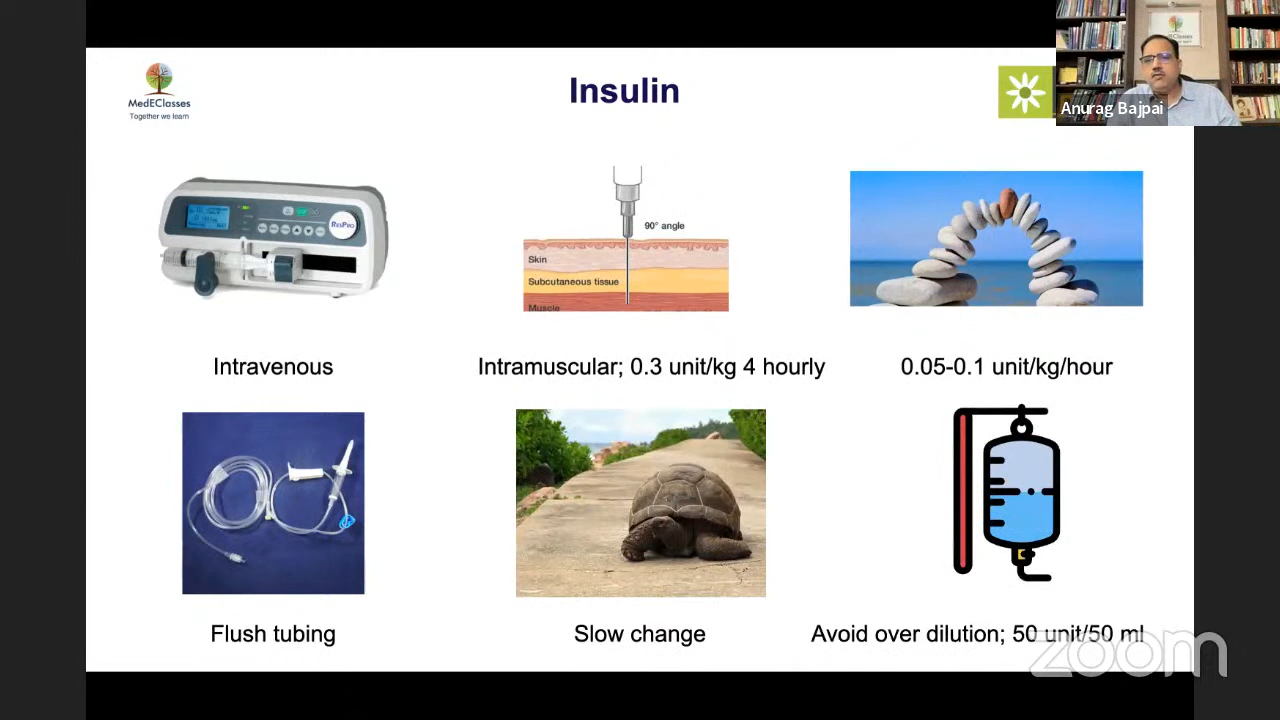 MedEClasses
Together we learn
Insulin
Anurag Bajpai
ResPro
90° angle
Skin
Subcutaneous tissue
Muscle
Intravenous
Intramuscular; 0.3 unit/kg 4 hourly
0.05-0.1 unit/kg/hour
Flush tubing
Slow change
Avoid over dilution; 50 unit/50 ml
zoom